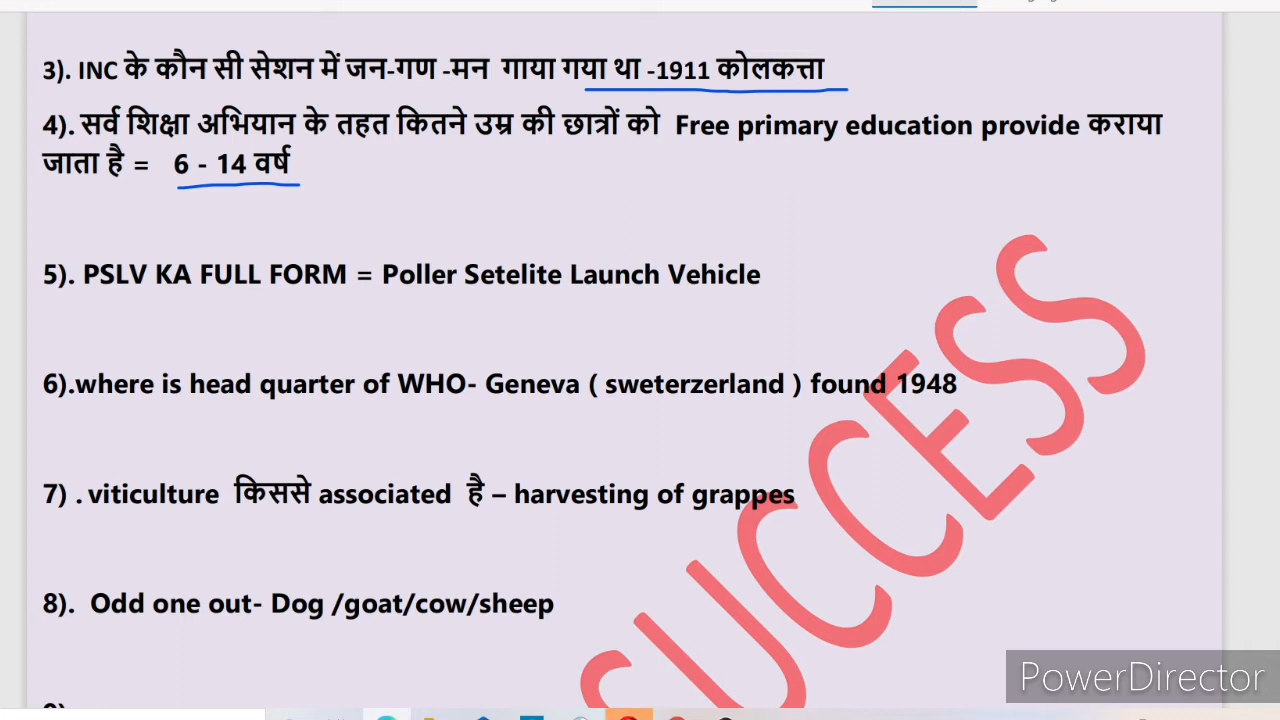 3). INC के कौन सी सेशन में जन-गण -मन गाया गया था -1911 कोलकत्ता
4). सर्व शिक्षा अभियान के तहत कितने उम्र की छात्रों को Free primary education provide कराया
जाता है = 6 - 14 वर्ष
5). PSLV KA FULL FORM = Poller Setelite Launch Vehicle
6).where is head quarter of WHO- Geneva ( sweterzerland ) found 1948
7) . viticulture किससे associated है – harvesting of grappes
8). Odd one out- Dog /goat/cow/sheep
SUCCESS
PowerDirector